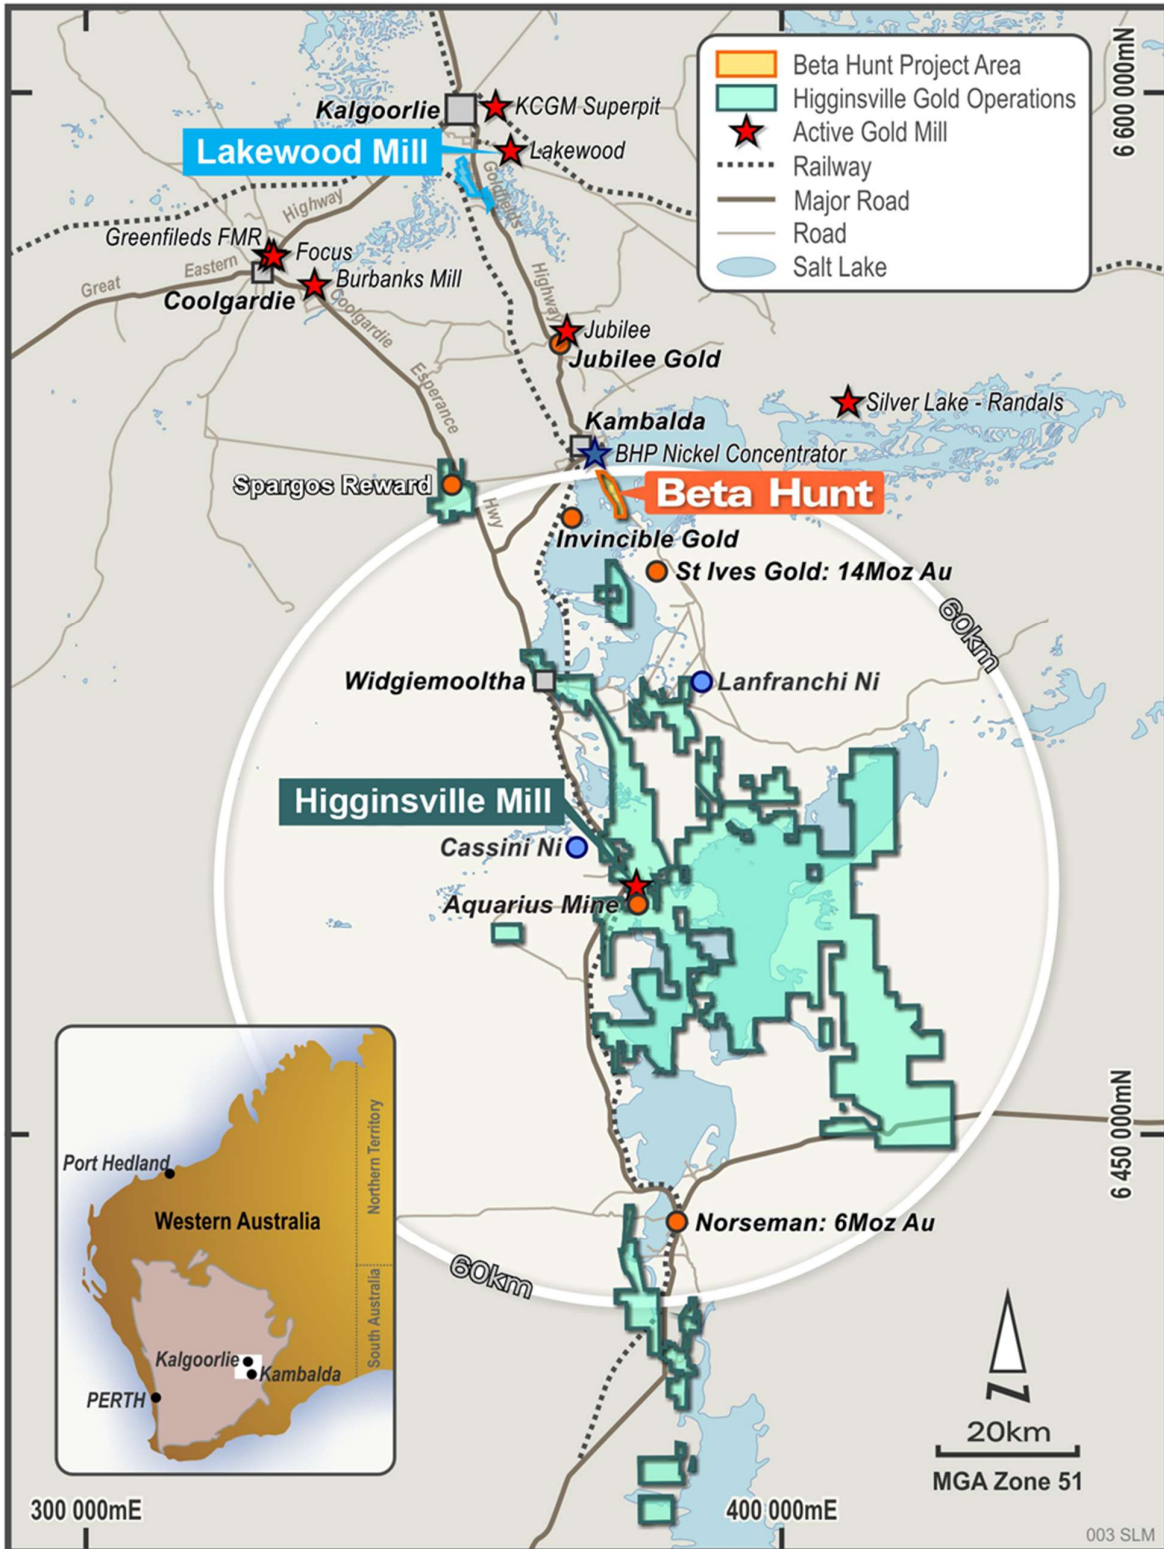 Beta Hunt Project Area
Higginsville Gold Operations
Active Gold Mill
Railway
Major Road
Road
Salt Lake
6 600 000mN
Kalgoorlie
KCGM Superpit
Lakewood Mill
Lakewood
Goldfields
Highway
Highway
Greenfileds FMR
Focus
Great
Eastern
Burbanks Mill
Coolgardie
Coolgardie
Esperance
Hwy
Jubilee
Jubilee Gold
Silver Lake - Randals
Kambalda
BHP Nickel Concentrator
Spargos Reward
Beta Hunt
Invincible Gold
St Ives Gold: 14Moz Au
60km
Widgiemooltha
Lanfranchi Ni
Higginsville Mill
Cassini Ni
Aquarius Mine
6 450 000mN
Norseman: 6Moz Au
60km
Port Hedland
Western Australia
Northern Territory
South Australia
Kalgoorlie
Kambalda
PERTH
N
20km
MGA Zone 51
300 000mE
400 000mE
003 SLM